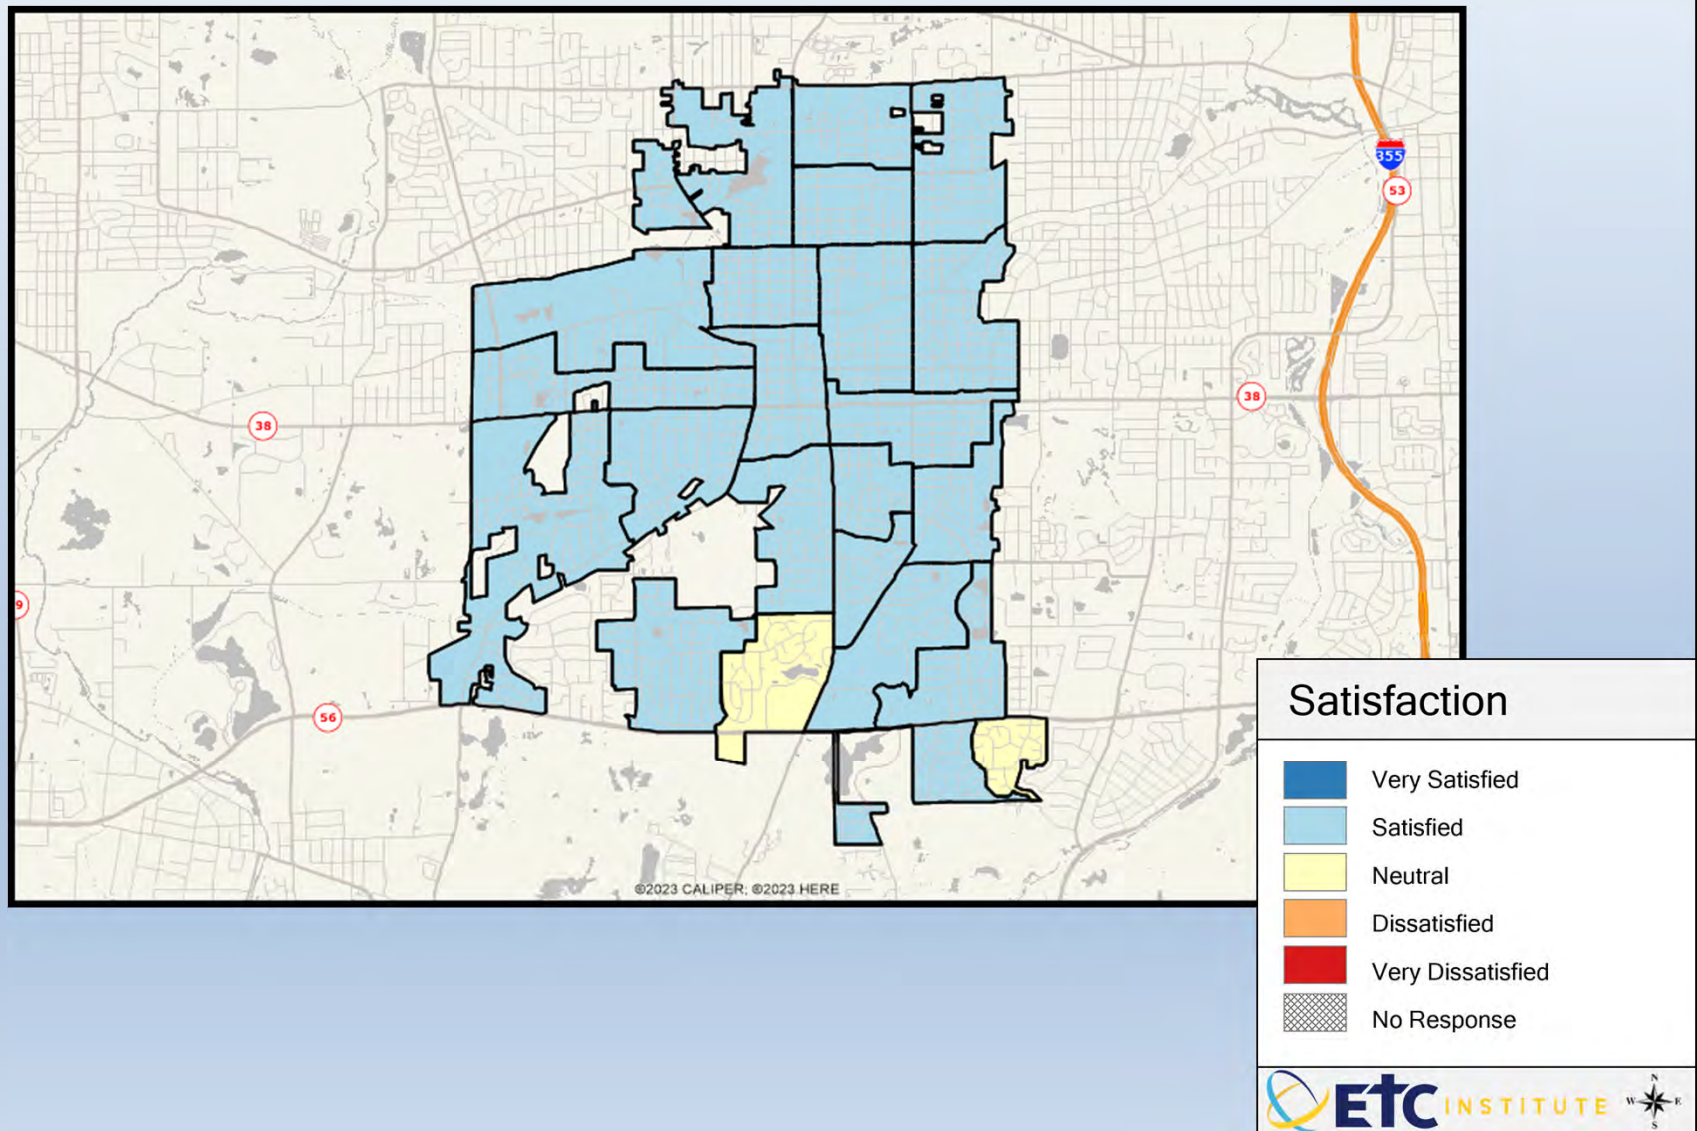 355
53
38
38
9
56
©2023 CALIPER; ©2023 HERE
Satisfaction
Very Satisfied
Satisfied
Neutral
Dissatisfied
Very Dissatisfied
No Response
ETC INSTITUTE
N
W E
S